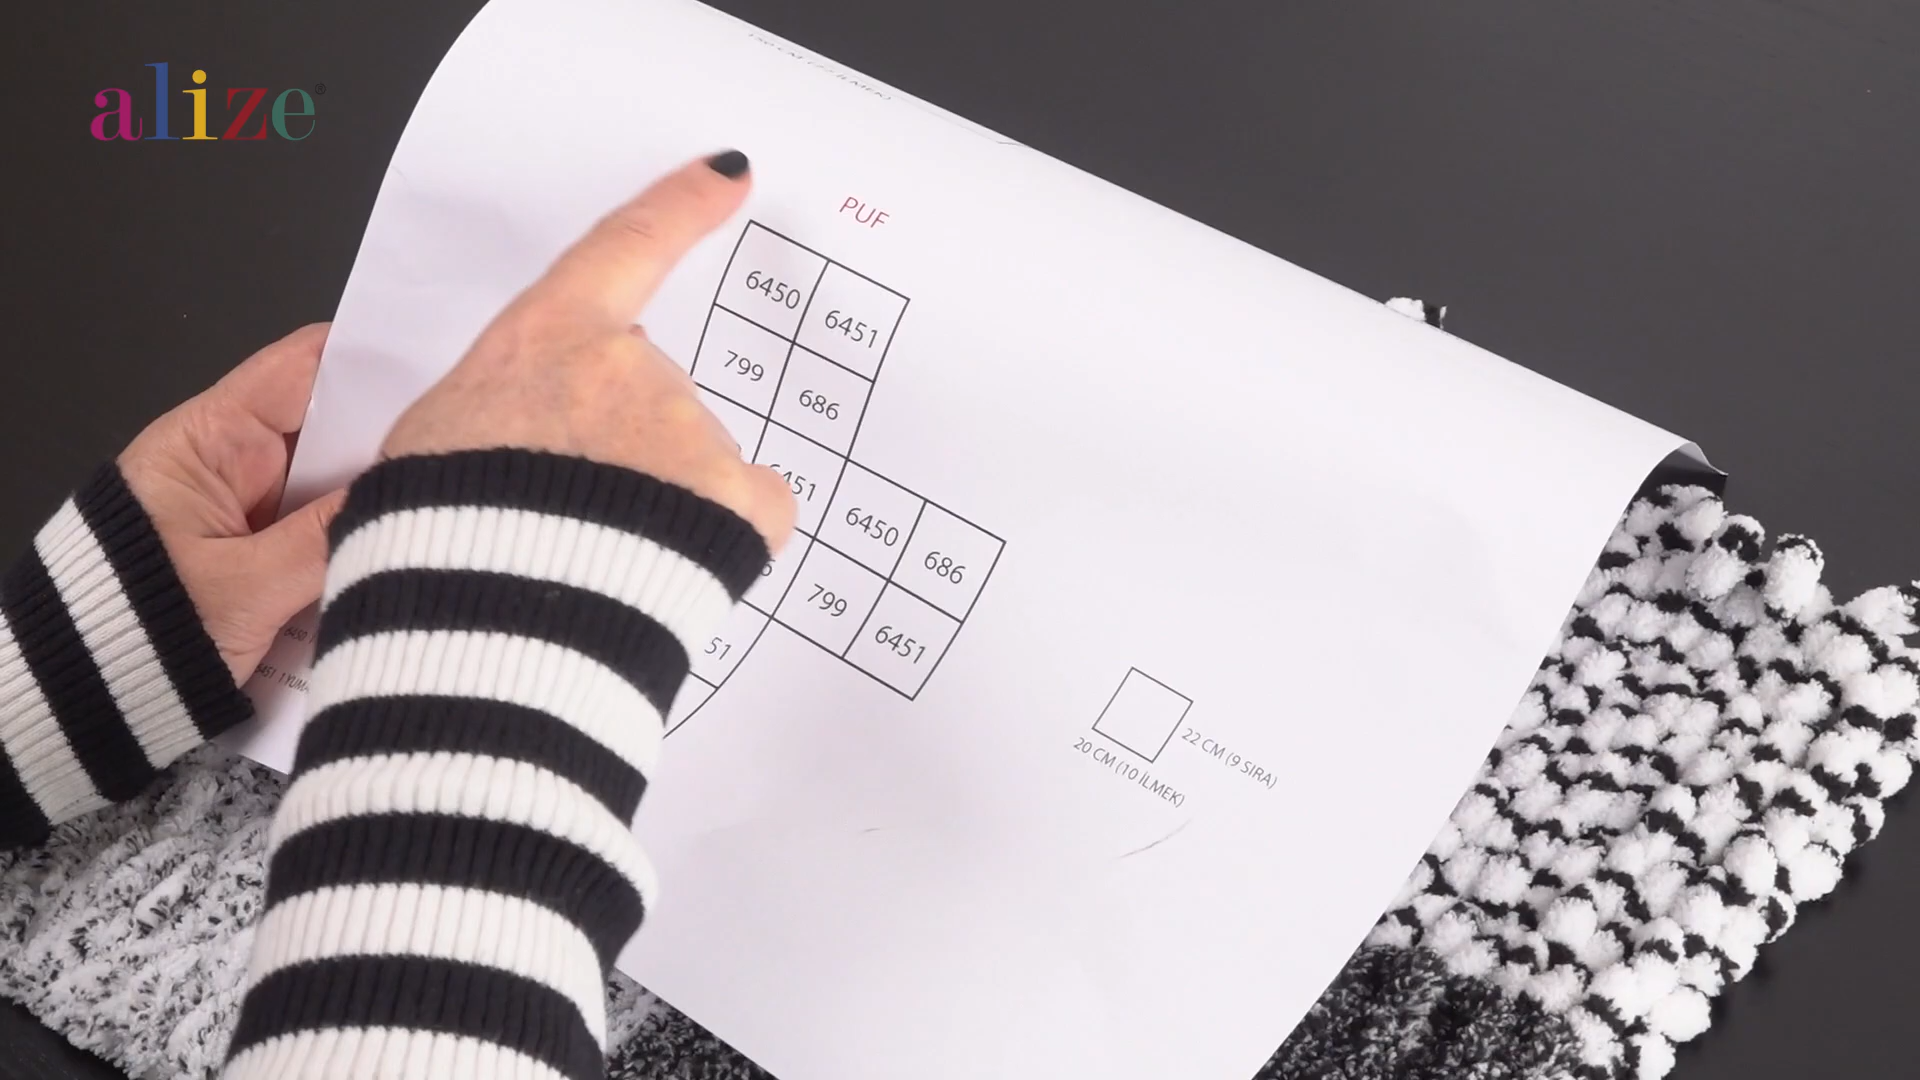 alize®
PUF
6450 6451
799 686
6450 686
799 6451
51
22 CM (9 SIRA)
20 CM (10 İLMEK)